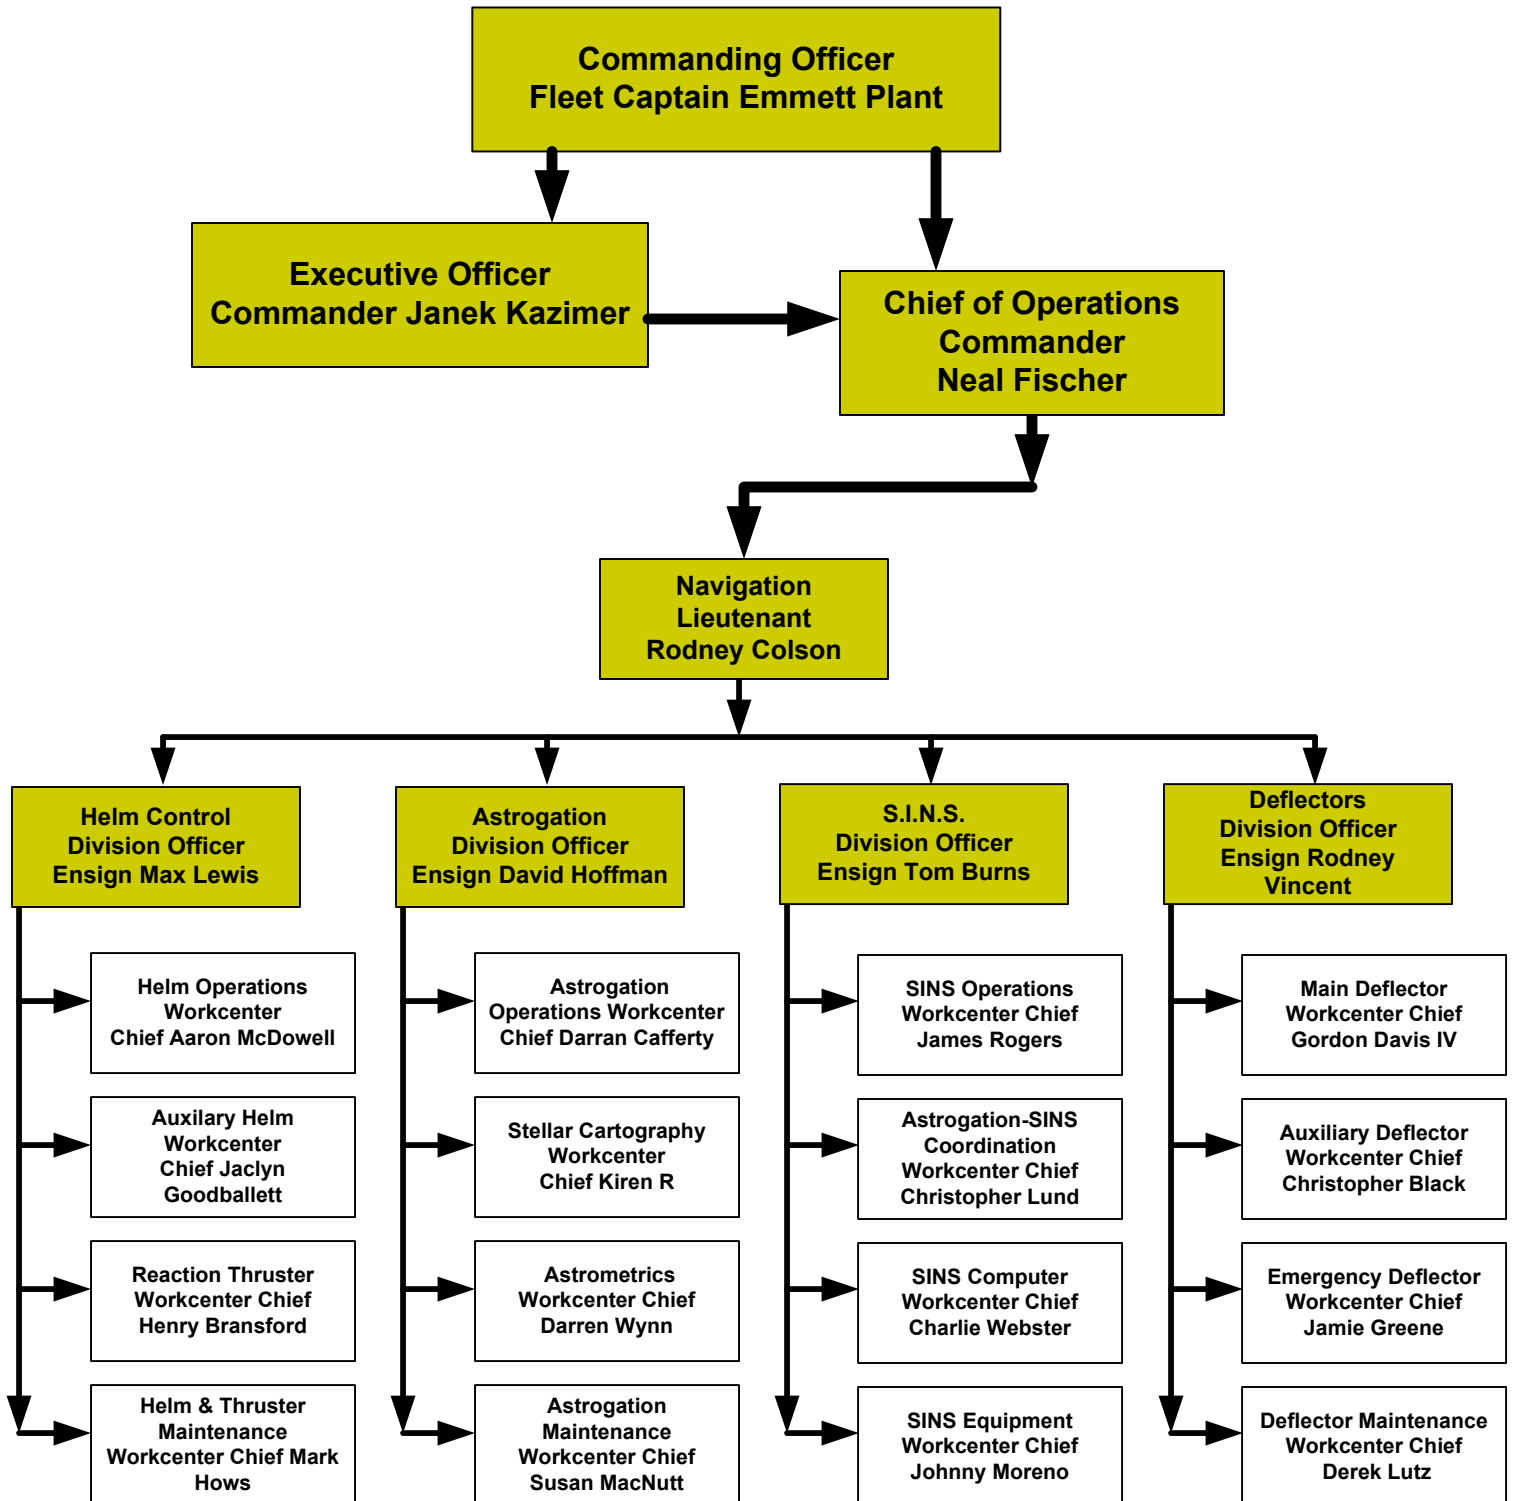 Commanding Officer
Fleet Captain Emmett Plant
Executive Officer
Commander Janek Kazimer
Chief of Operations
Commander
Neal Fischer
Navigation
Lieutenant
Rodney Colson
Helm Control
Division Officer
Ensign Max Lewis
Astrogation
Division Officer
Ensign David Hoffman
S.I.N.S.
Division Officer
Ensign Tom Burns
Deflectors
Division Officer
Ensign Rodney
Vincent
Helm Operations
Workcenter
Chief Aaron McDowell
Astrogation
Operations Workcenter
Chief Darran Cafferty
SINS Operations
Workcenter Chief
James Rogers
Main Deflector
Workcenter Chief
Gordon Davis IV
Auxilary Helm
Workcenter
Chief Jaclyn
Goodballett
Stellar Cartography
Workcenter
Chief Kiren R
Astrogation-SINS
Coordination
Workcenter Chief
Christopher Lund
Auxiliary Deflector
Workcenter Chief
Christopher Black
Reaction Thruster
Workcenter Chief
Henry Bransford
Astrometrics
Workcenter Chief
Darren Wynn
SINS Computer
Workcenter Chief
Charlie Webster
Emergency Deflector
Workcenter Chief
Jamie Greene
Helm & Thruster
Maintenance
Workcenter Chief Mark
Hows
Astrogation
Maintenance
Workcenter Chief
Susan MacNutt
SINS Equipment
Workcenter Chief
Johnny Moreno
Deflector Maintenance
Workcenter Chief
Derek Lutz